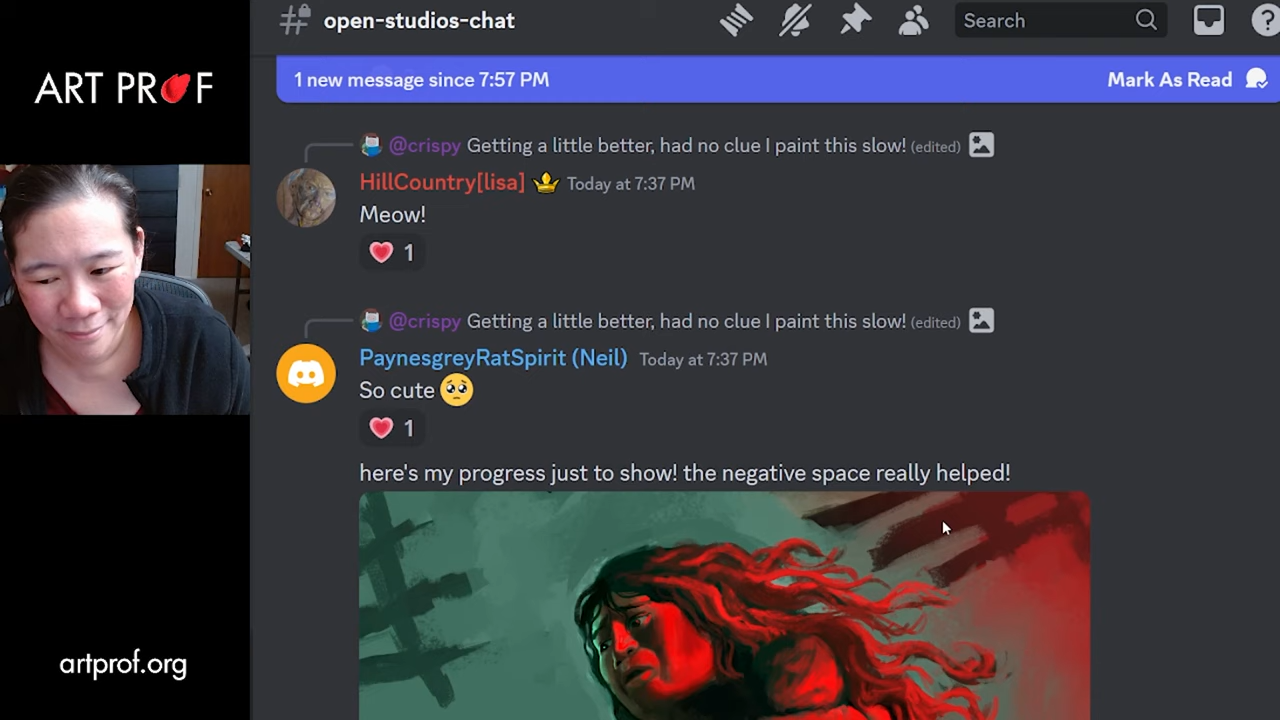 ART PROF
artprof.org
open-studios-chat
Search
1 new message since 7:57 PM
Mark As Read
@crispy Getting a little better, had no clue I paint this slow! (edited)
HillCountry[lisa] Today at 7:37 PM
Meow!
1
@crispy Getting a little better, had no clue I paint this slow! (edited)
PaynesgreyRatSpirit (Neil) Today at 7:37 PM
So cute 🥺
1
here's my progress just to show! the negative space really helped!